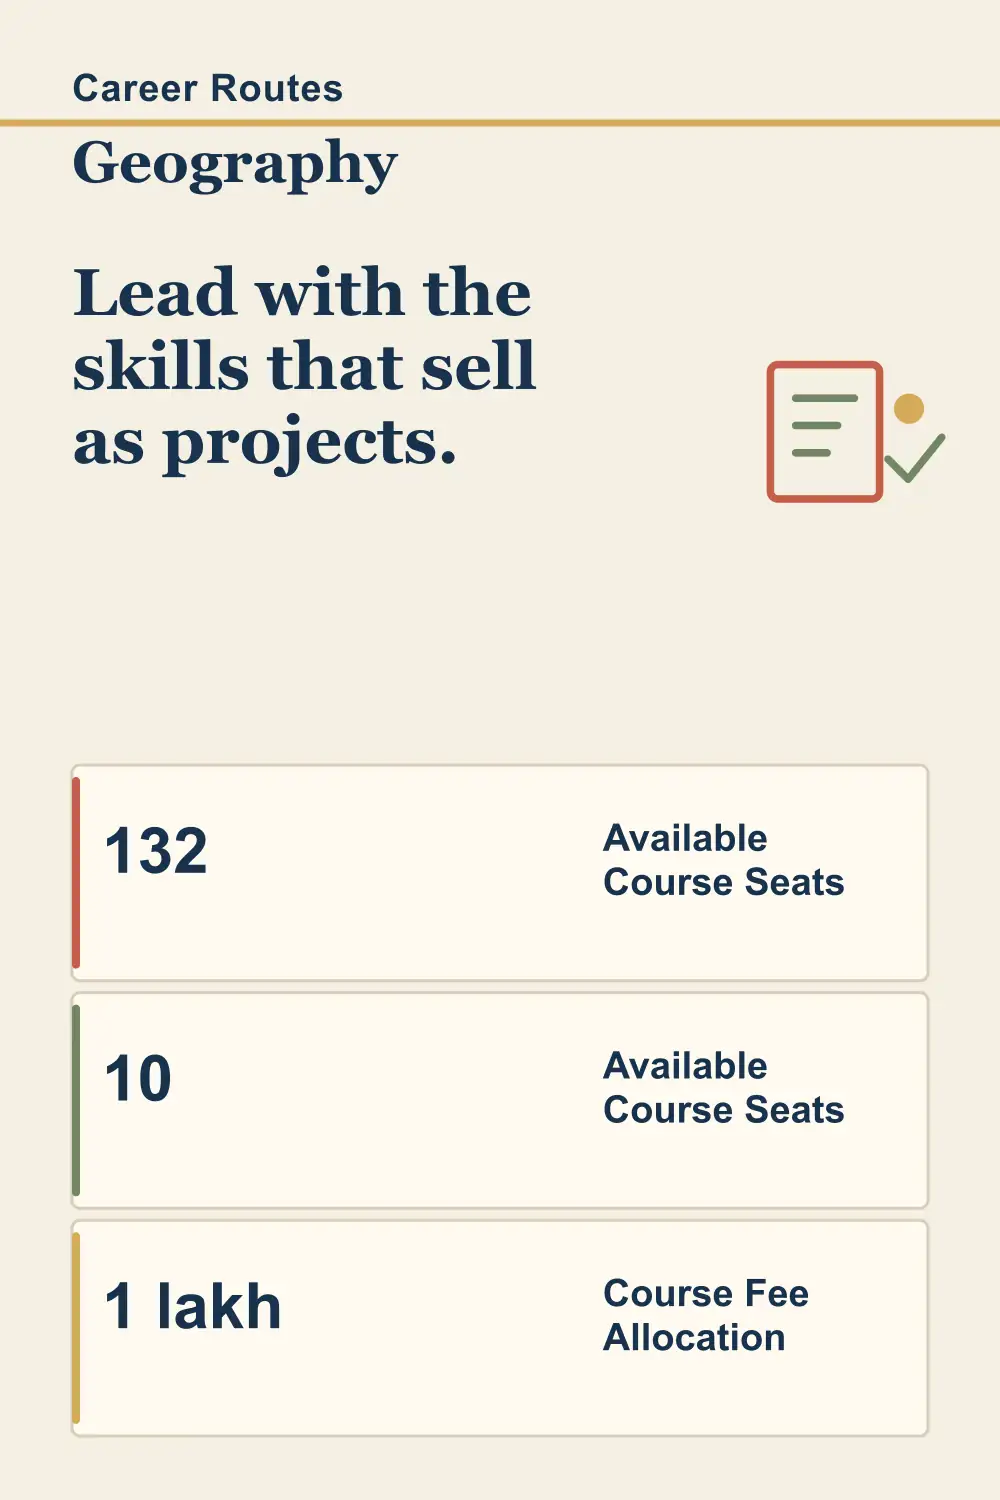 Career Routes
Geography
Lead with the
skills that sell
as projects.
132
Available
Course Seats
10
Available
Course Seats
1 lakh
Course Fee
Allocation